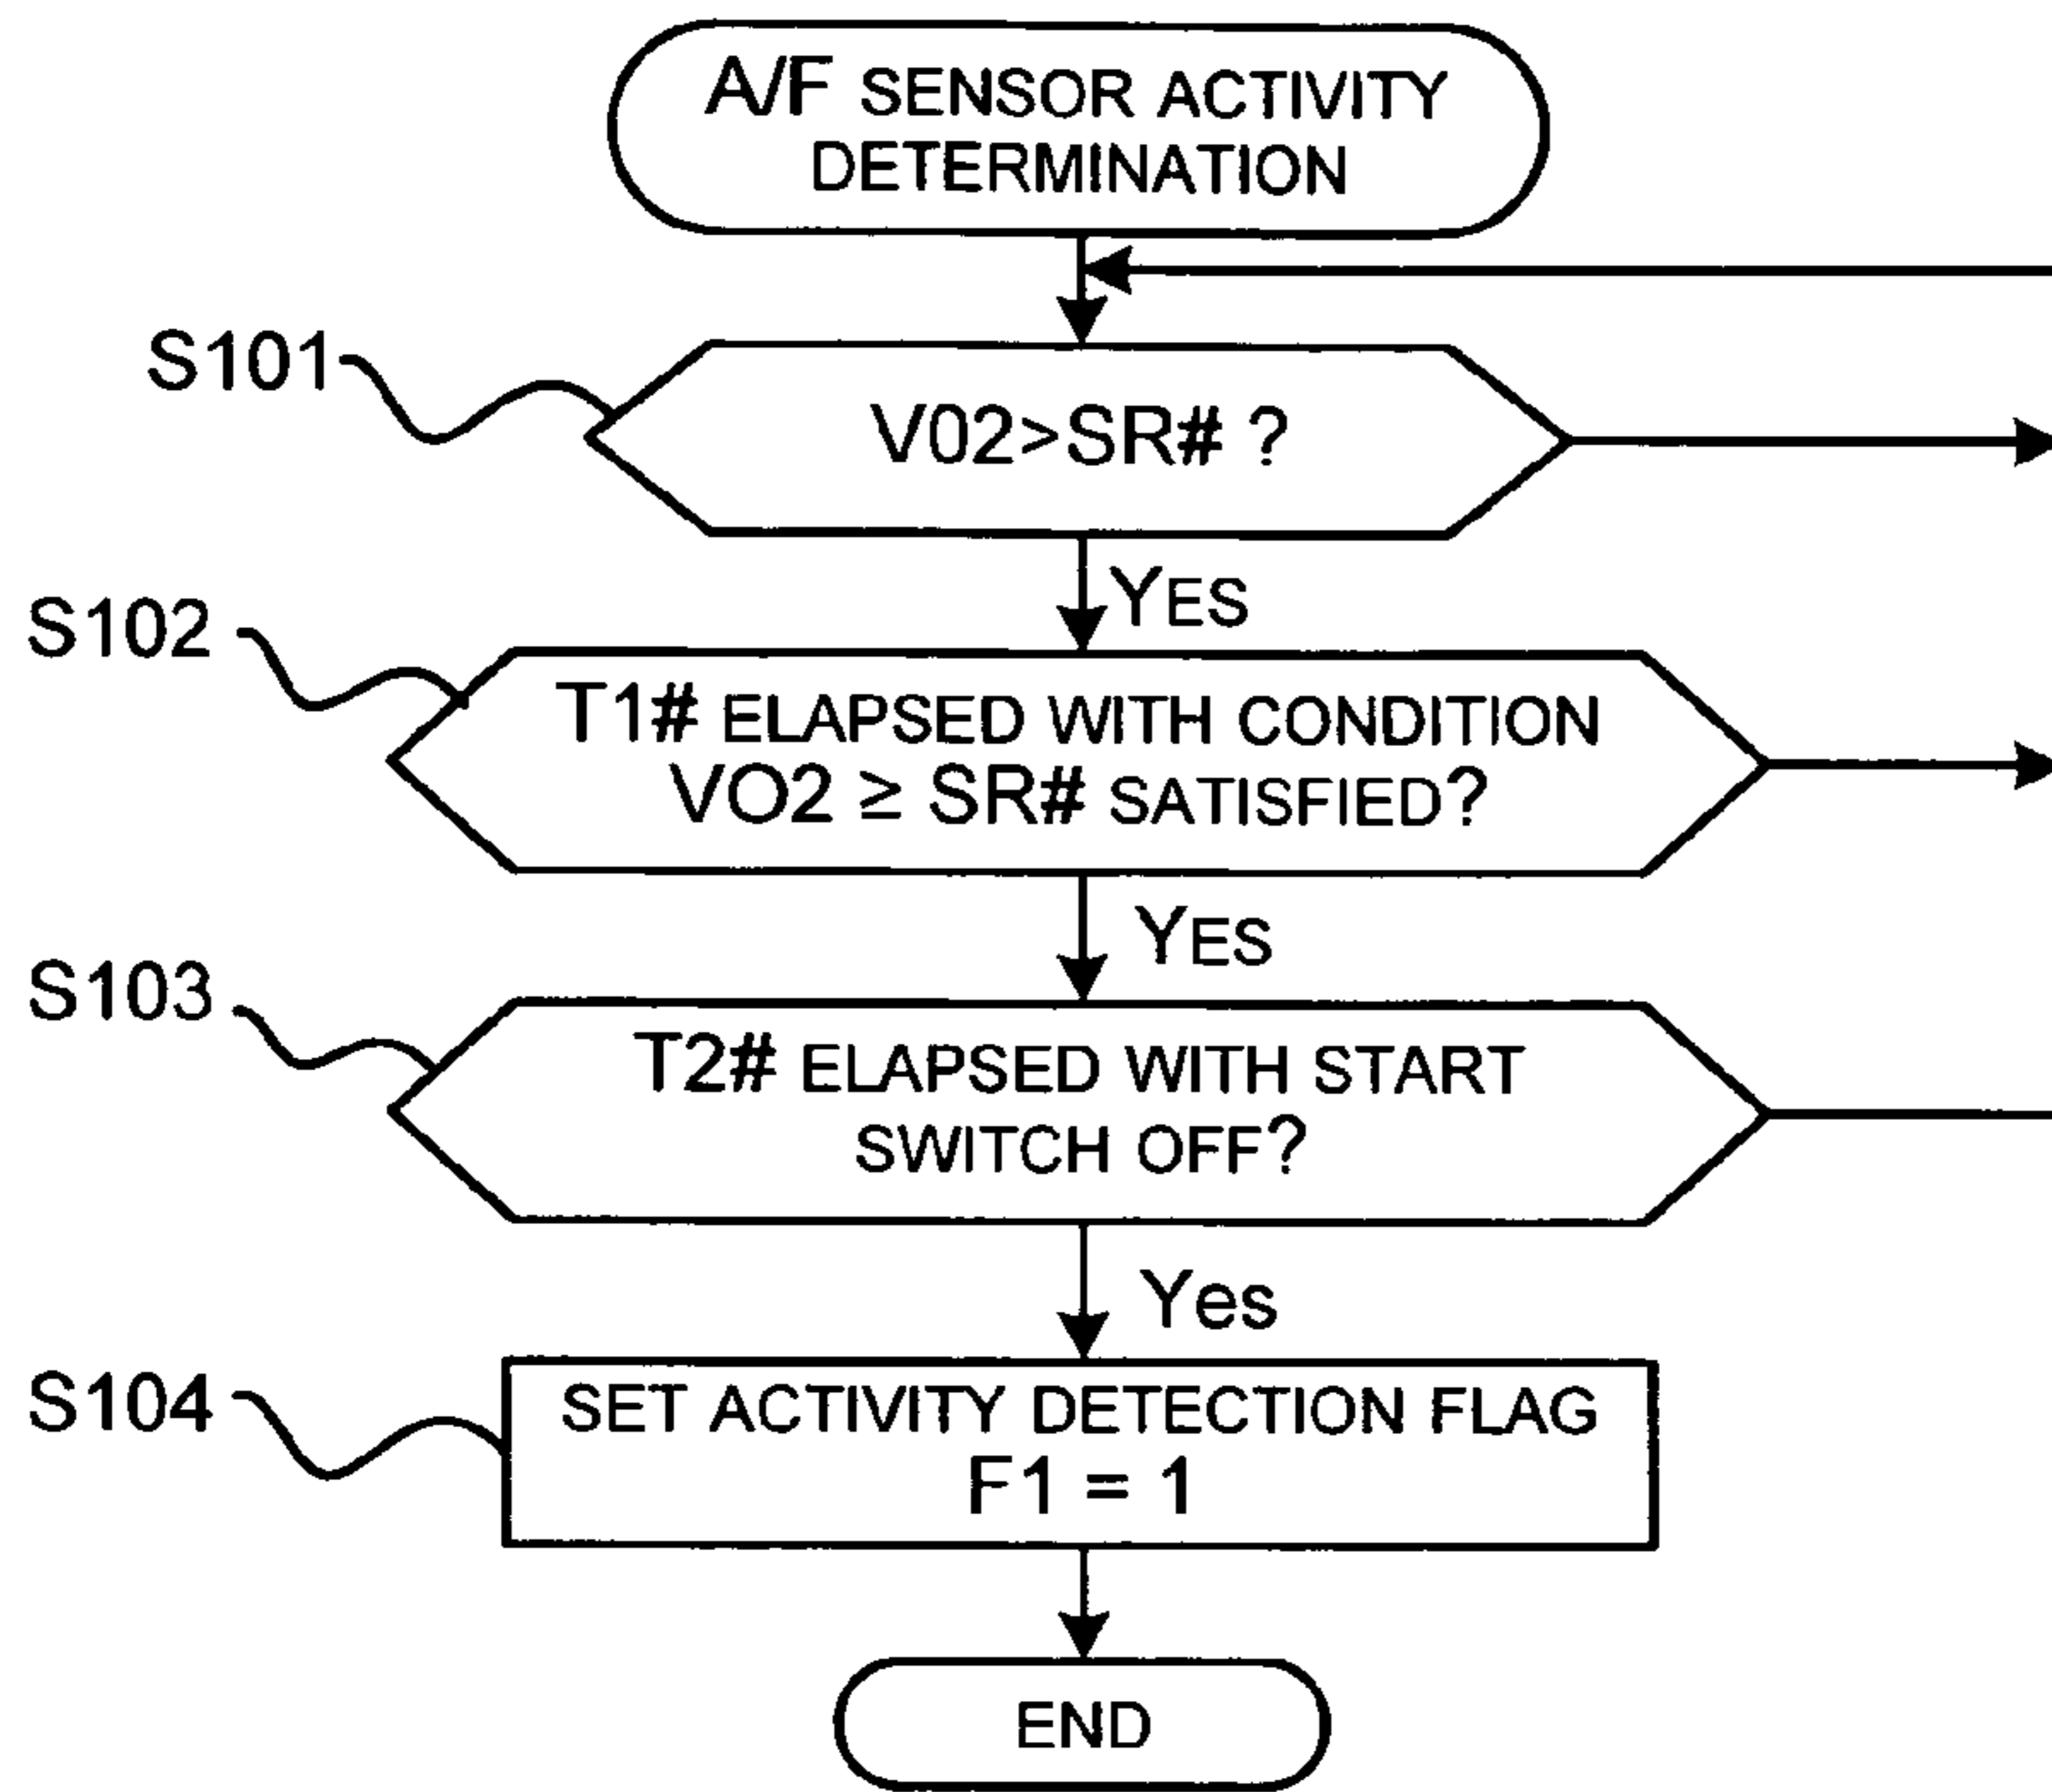 A/F SENSOR ACTIVITY
DETERMINATION
S101
V02>SR# ?
YES
S102
T1# ELAPSED WITH CONDITION
VO2 ≥ SR# SATISFIED?
YES
S103
T2# ELAPSED WITH START
SWITCH OFF?
Yes
S104
SET ACTIVITY DETECTION FLAG
F1 = 1
END